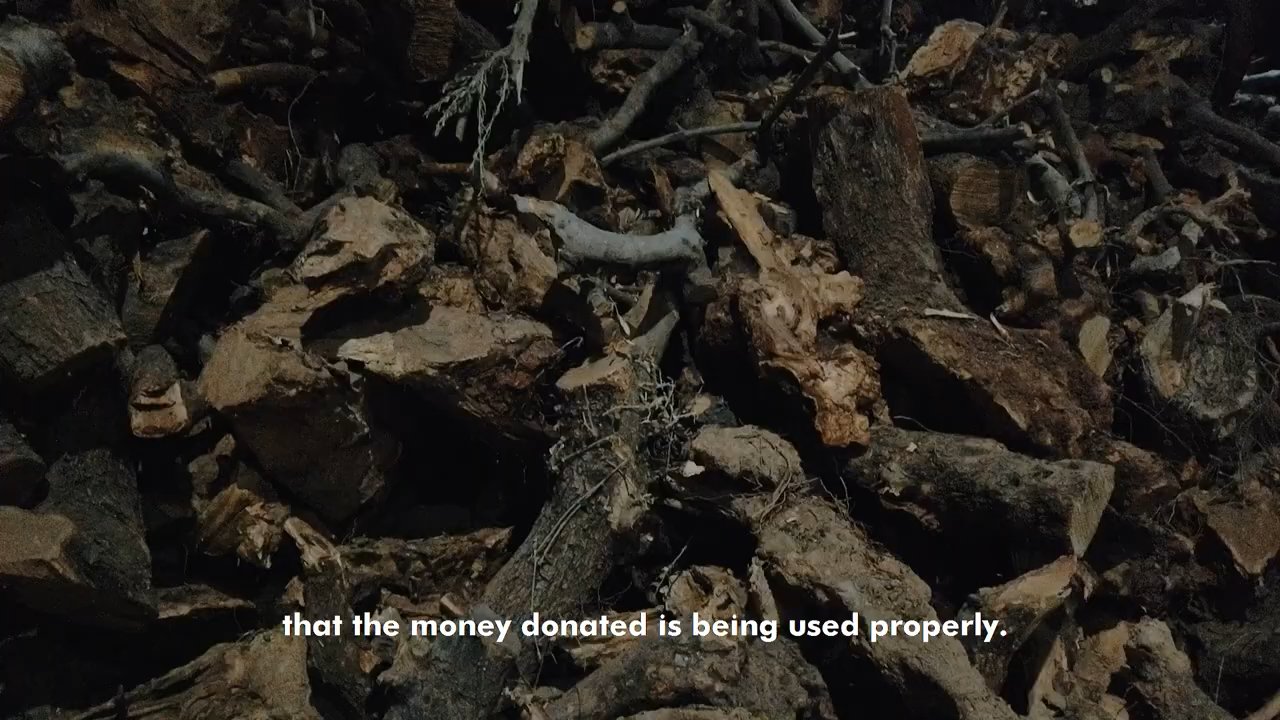 that the money donated is being used properly.